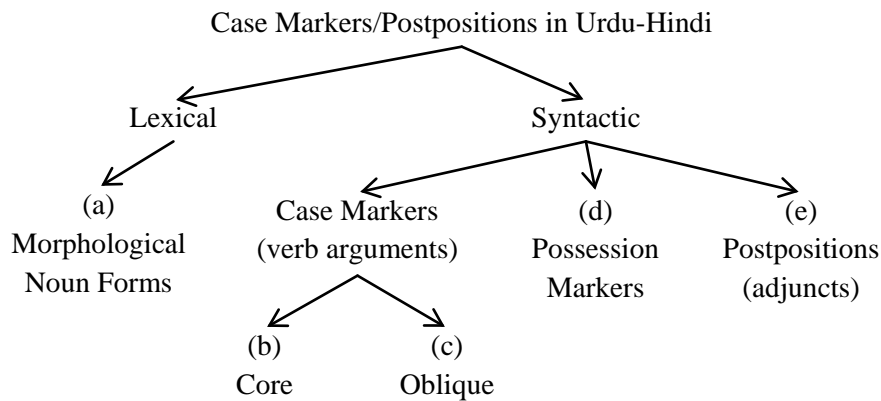 Case Markers/Postpositions in Urdu-Hindi
Lexical
Syntactic
(a)
Morphological
Noun Forms
Case Markers
(verb arguments)
(d)
Possession
Markers
(e)
Postpositions
(adjuncts)
(b)
Core
(c)
Oblique